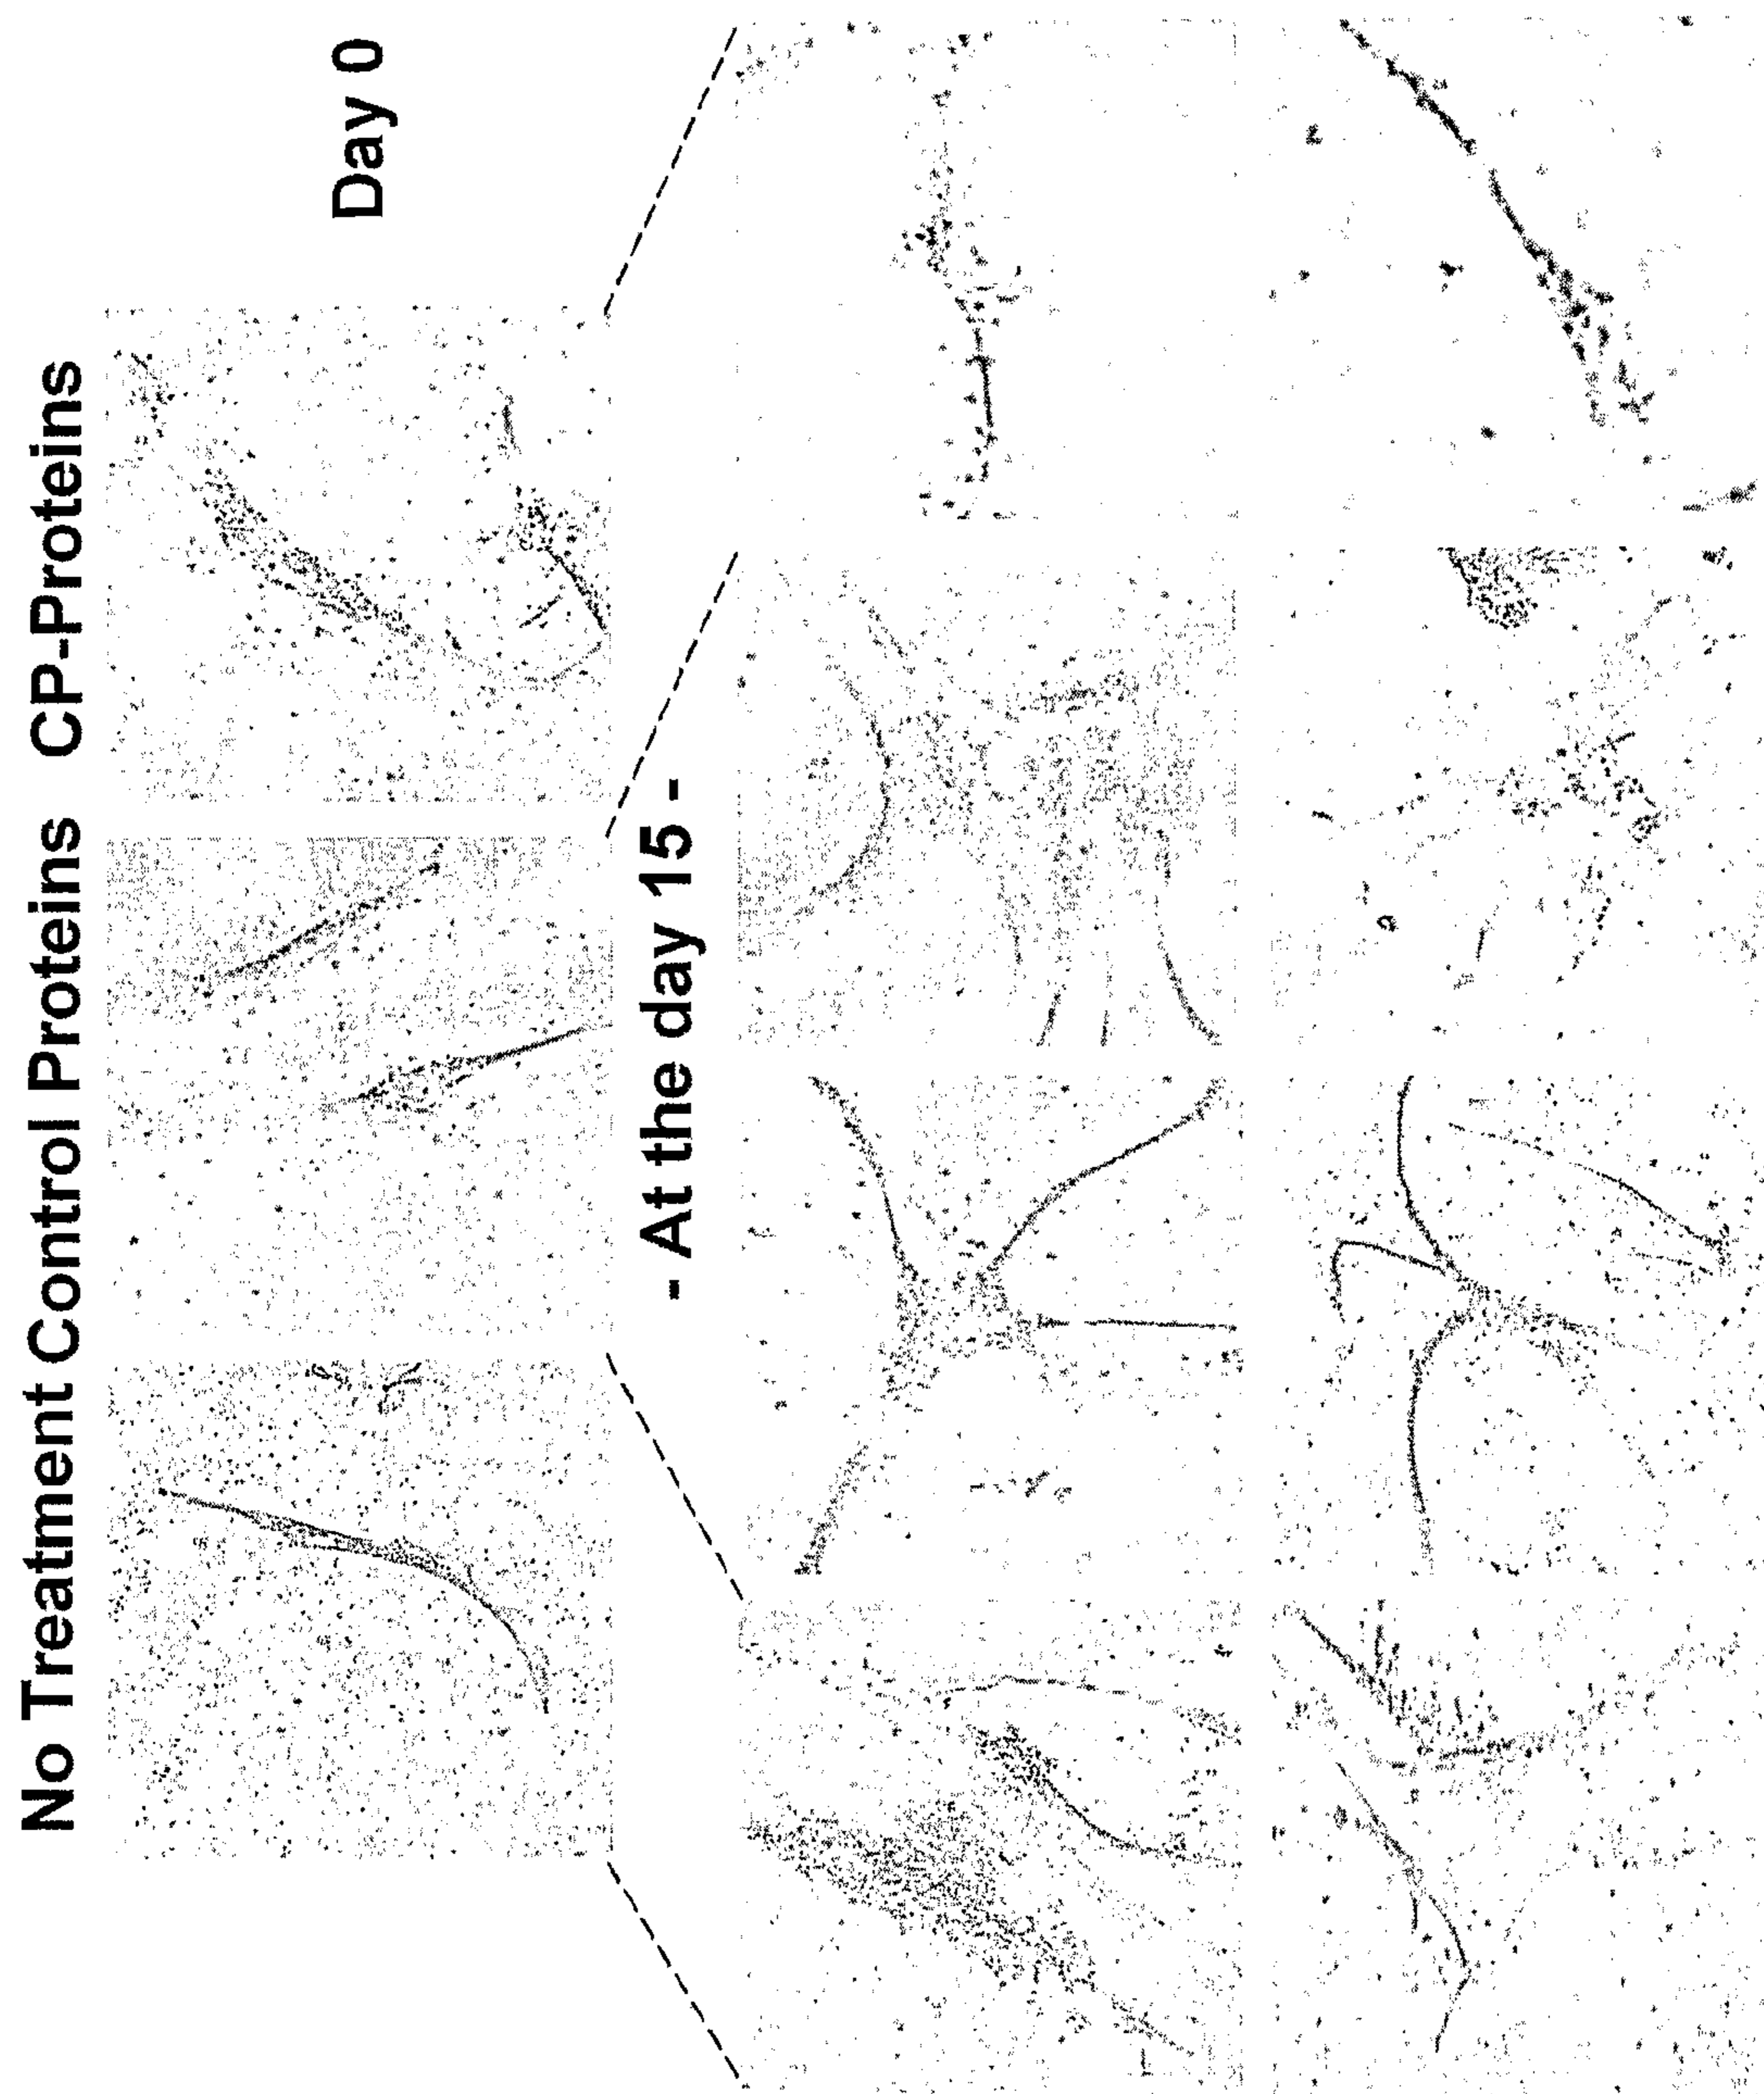 No Treatment Control Proteins CP-Proteins
Day 0
- At the day 15 -